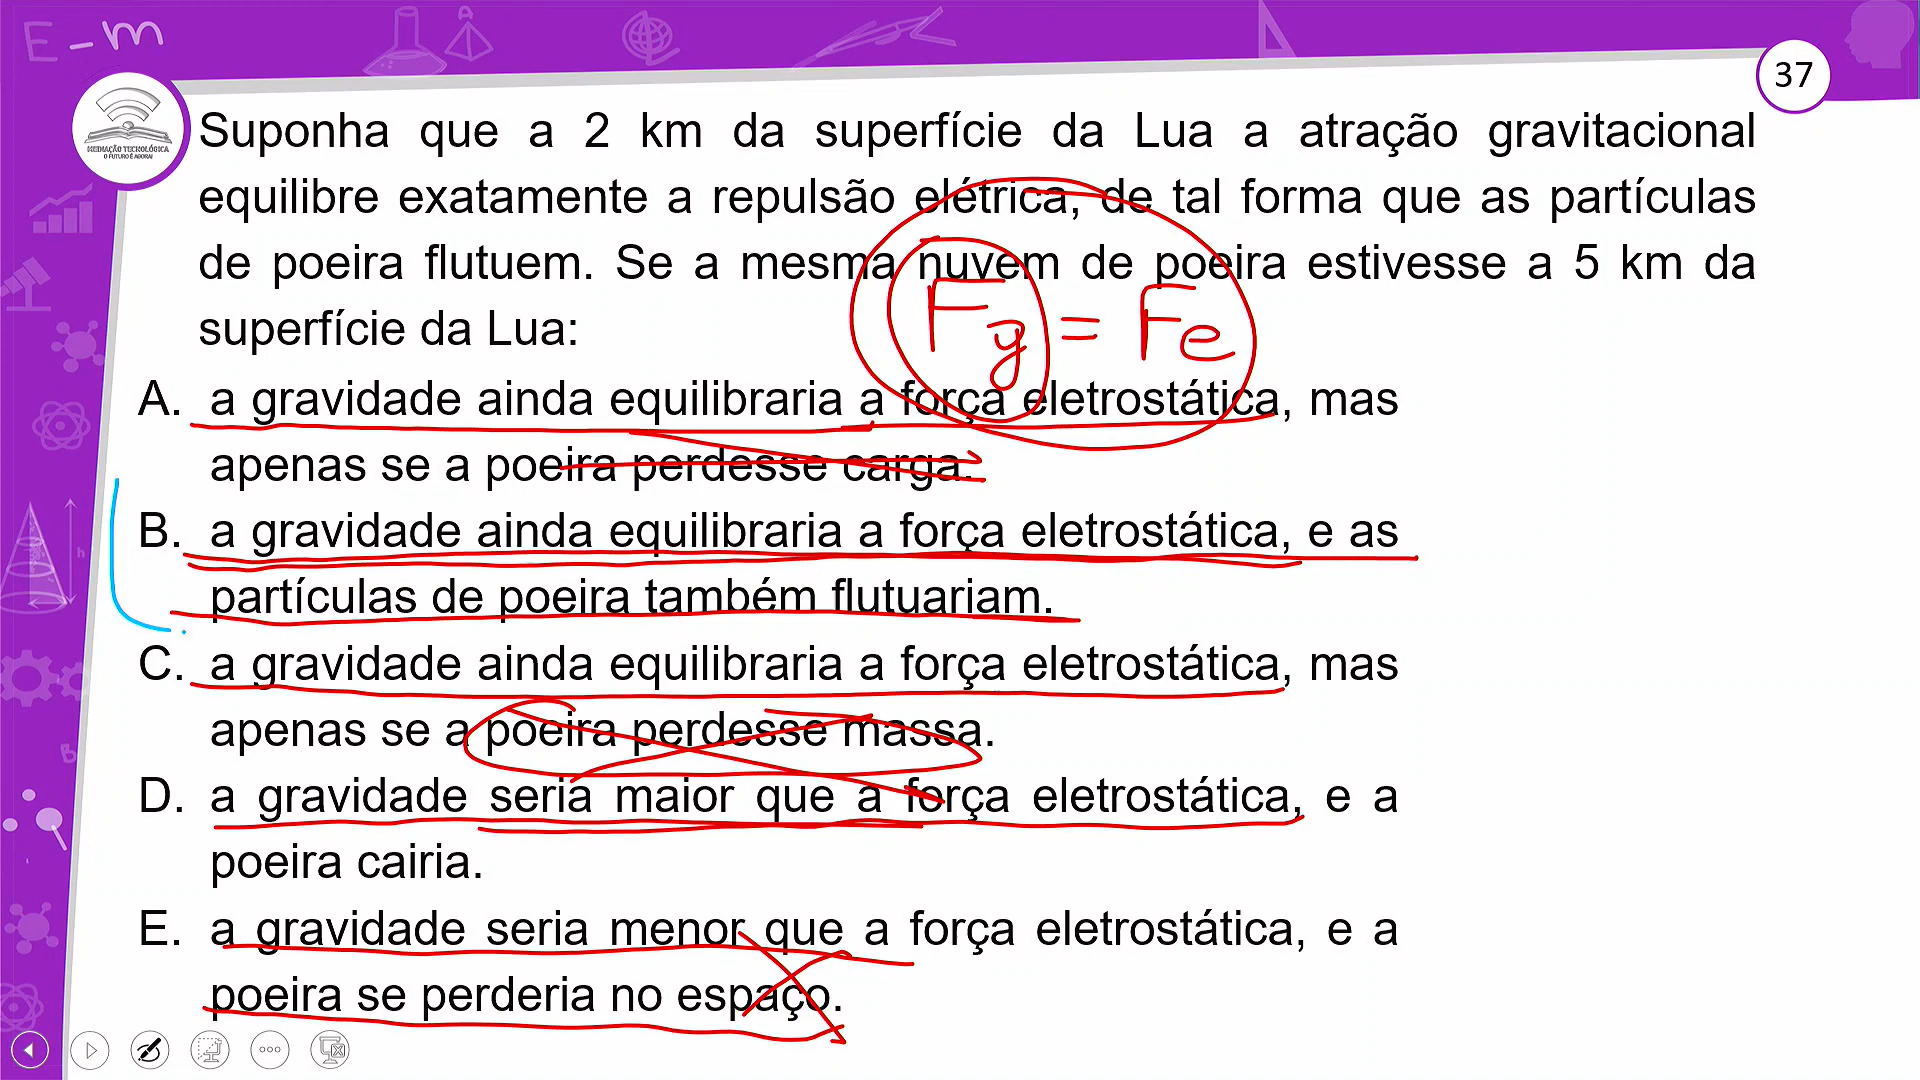 E-m
37
MEDIAÇÃO TECNOLÓGICA
O FUTURO É AGORA!
Suponha que a 2 km da superfície da Lua a atração gravitacional
equilibre exatamente a repulsão elétrica, de tal forma que as partículas
de poeira flutuem. Se a mesma nuvem de poeira estivesse a 5 km da
superfície da Lua:
Fg = Fe
A. a gravidade ainda equilibraria a força eletrostática, mas
apenas se a poeira perdesse carga.
B. a gravidade ainda equilibraria a força eletrostática, e as
partículas de poeira também flutuariam.
C. a gravidade ainda equilibraria a força eletrostática, mas
apenas se a poeira perdesse massa.
D. a gravidade seria maior que a força eletrostática, e a
poeira cairia.
E. a gravidade seria menor que a força eletrostática, e a
poeira se perderia no espaço.